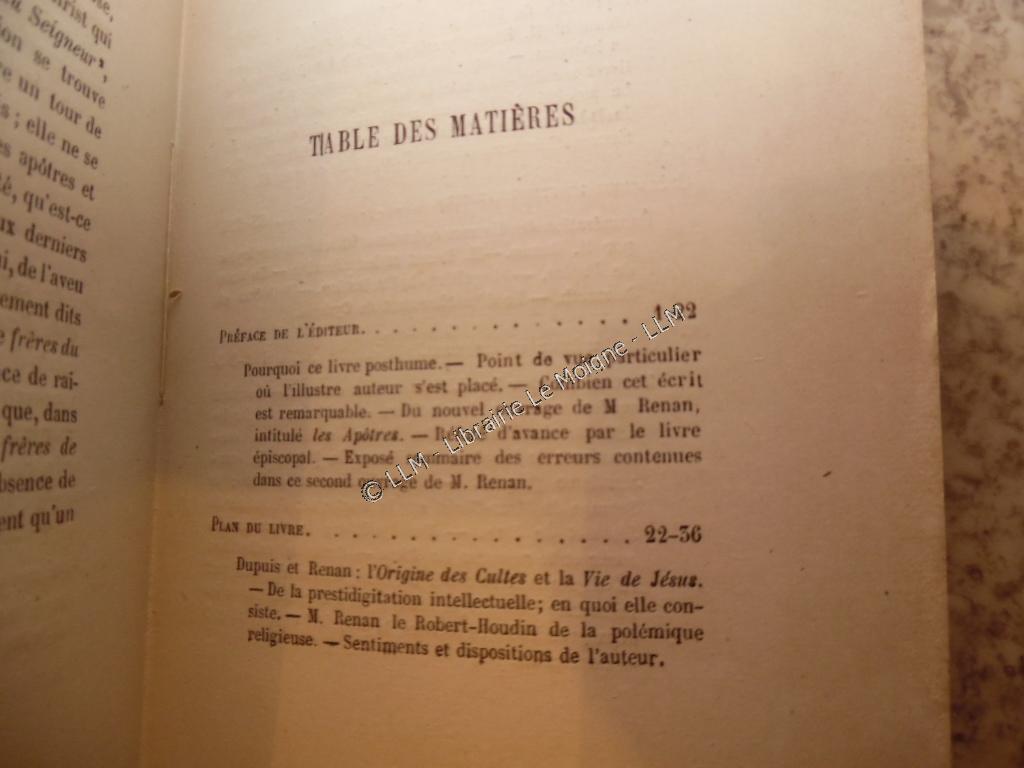 ose,
rist qui
u Seigneur,
ion se trouve
re un tour de
s ; elle ne se
es apôtres et
té, qu'est-ce
ux derniers
i, de l'aveu
ement dits
e frères du
ce de rai-
que, dans
frères de
bsence de
ent qu'un
TABLE DES MATIÈRES
PRÉFACE DE L'ÉDITEUR. . . . . . . . . . . . . . .
Pourquoi ce livre posthume. — Point de vue particulier
où l'illustre auteur s'est placé. — Combien cet écrit
est remarquable. — Du nouvel ouvrage de M Renan,
intitulé les Apôtres. — d'avance par le livre
épiscopal. — Exposé sommaire des erreurs contenues
dans ce second ouvrage de M. Renan.
PLAN DU LIVRE. . . . . . . . . . . . . . . . . 22-36
Dupuis et Renan : l'Origine des Cultes et la Vie de Jésus.
— De la prestidigitation intellectuelle; en quoi elle con-
siste. — M. Renan le Robert-Houdin de la polémique
religieuse. — Sentiments et dispositions de l'auteur.
© LLM - Librairie Le Moigne - LLM